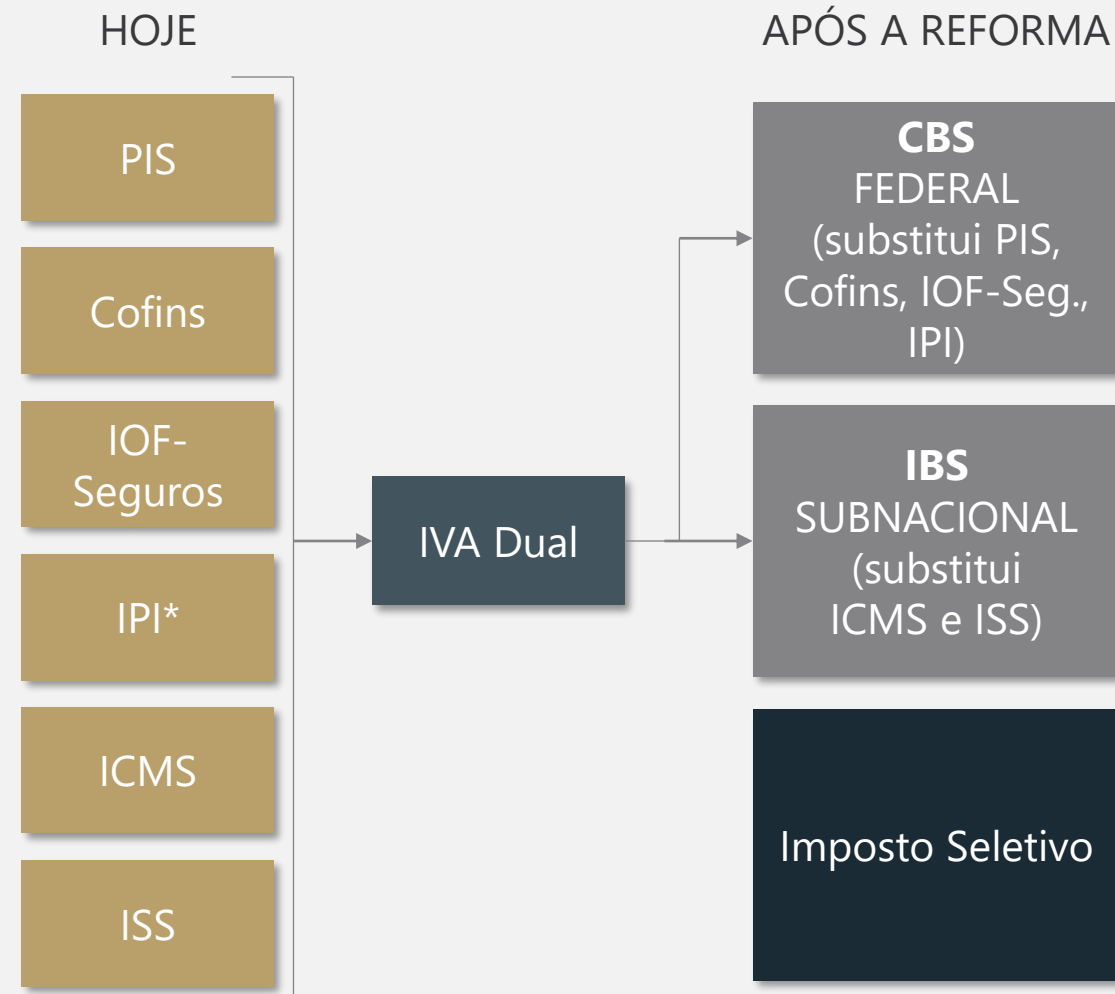 HOJE
PIS
Cofins
IOF-
Seguros
IPI*
ICMS
ISS
IVA Dual
APÓS A REFORMA
CBS
FEDERAL
(substitui PIS,
Cofins, IOF-Seg.,
IPI)
IBS
SUBNACIONAL
(substitui
ICMS e ISS)
Imposto Seletivo